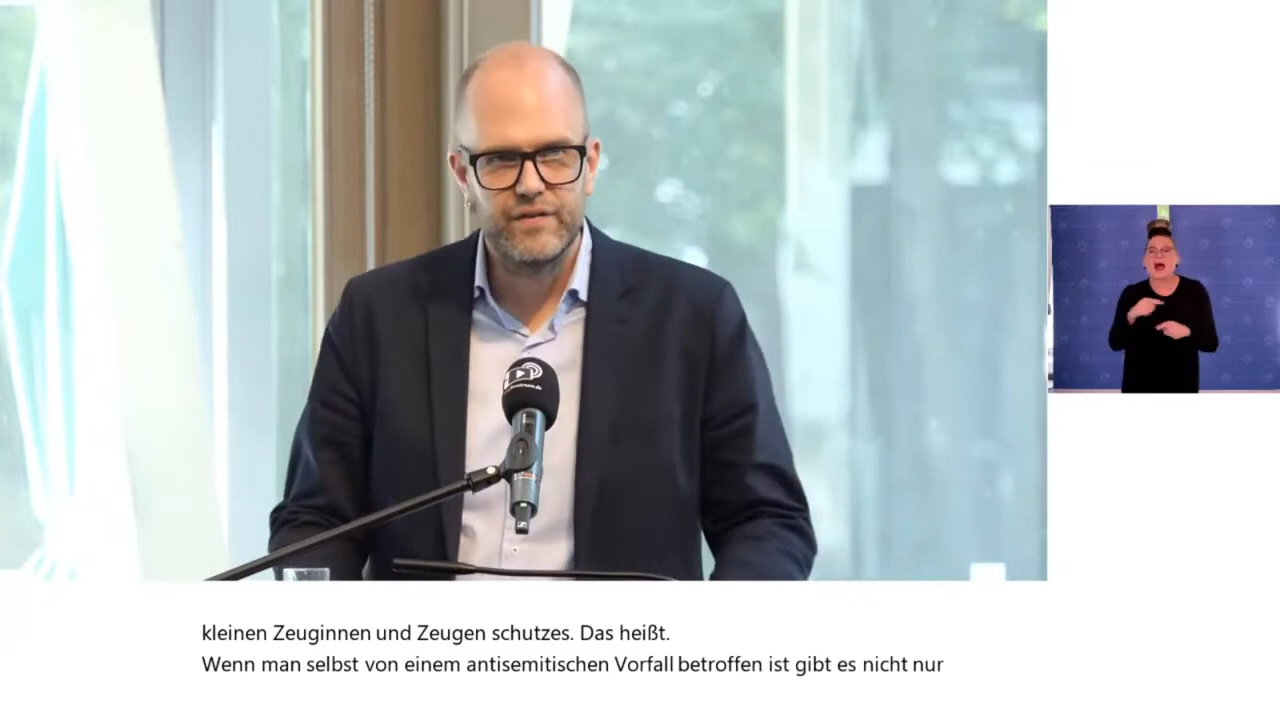 kleinen Zeuginnen und Zeugen schutzes. Das heißt.
Wenn man selbst von einem antisemitischen Vorfall betroffen ist gibt es nicht nur